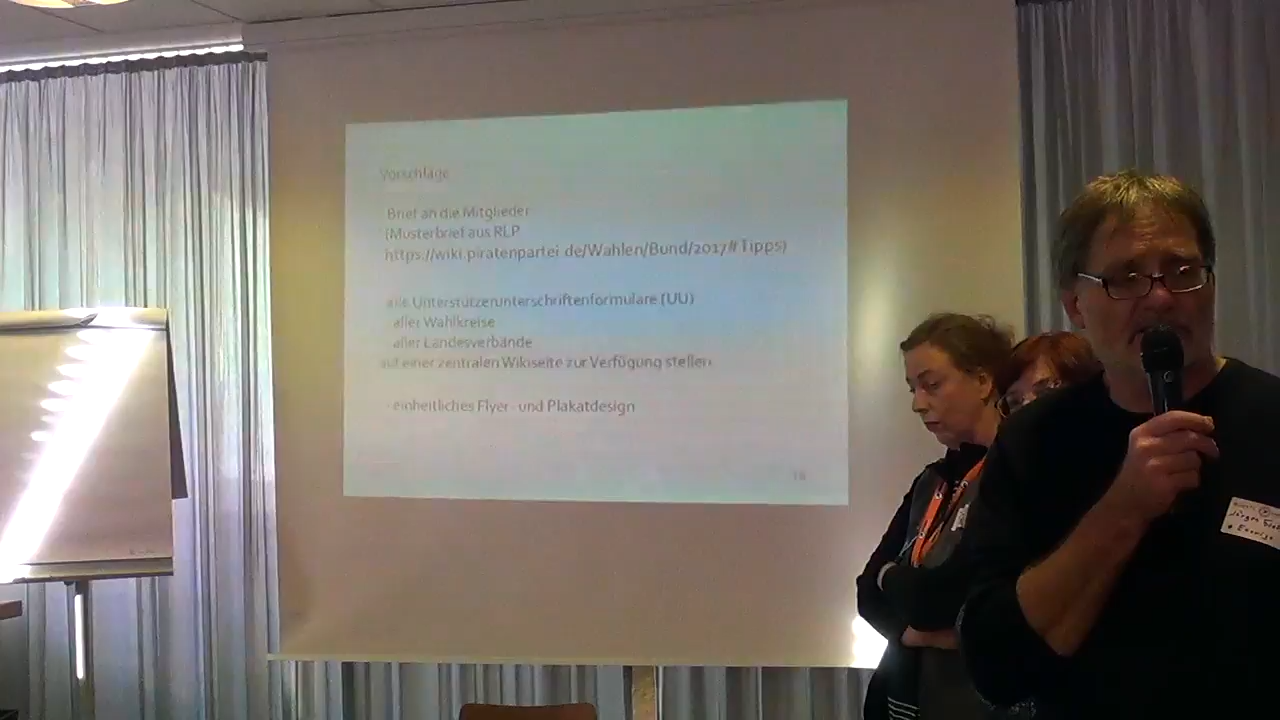 Vorschläge
Brief an die Mitglieder
(Musterbrief aus RLP
https://wiki.piratenpartei.de/Wahlen/Bund/2017#Tipps)
alle Unterstützerunterschriftenformulare (UU)
aller Wahlkreise
aller Landesverbände
auf einer zentralen Wikiseite zur Verfügung stellen
- einheitliches Flyer- und Plakatdesign
Jürgen